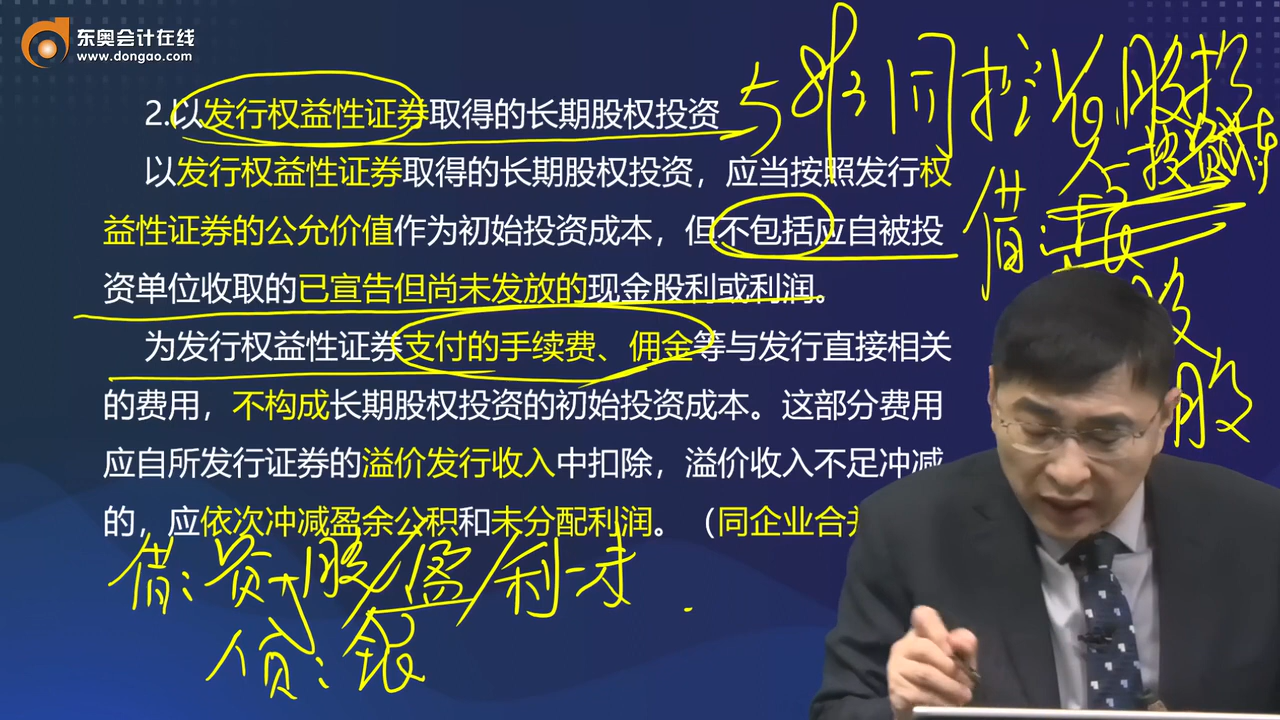 东奥会计在线
www.dongao.com
2.以发行权益性证券取得的长期股权投资
以发行权益性证券取得的长期股权投资，应当按照发行权
益性证券的公允价值作为初始投资成本，但不包括应自被投
资单位收取的已宣告但尚未发放的现金股利或利润。
为发行权益性证券支付的手续费、佣金等与发行直接相关
的费用，不构成长期股权投资的初始投资成本。这部分费用
应自所发行证券的溢价发行收入中扣除，溢价收入不足冲减
的，应依次冲减盈余公积和未分配利润。（同企业合并
借：
股
股
借：资-股/盈/利-未
贷：银